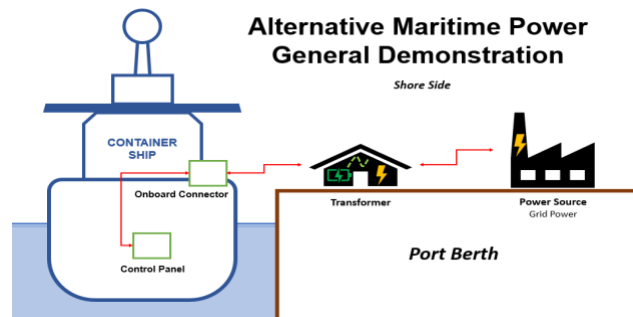 Alternative Maritime Power
General Demonstration
Shore Side
CONTAINER
SHIP
Onboard Connector
Transformer
Power Source
Grid Power
Control Panel
Port Berth